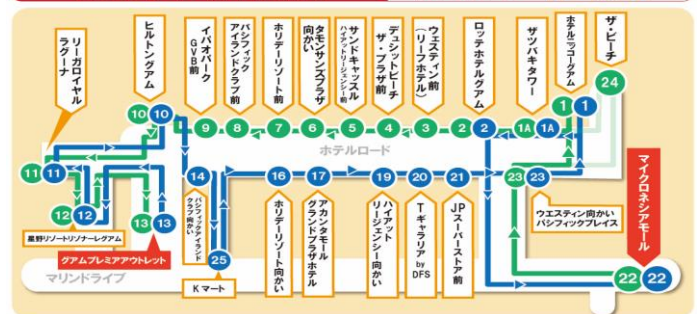 リーガロイヤル
ラグーナ
ヒルトングアム
イパオパーク
GVB前
パシフィック
アイランドクラブ前
ホリデーリゾート前
タモンサンズプラザ
向かい
サンドキャッスル
ハイアットリージェンシー前
デュシットビーチ
ザ・プラザ前
ウェスティン前
(リーフホテル)
ロッテホテルグアム
ザツバキタワー
ホテルニッコーグアム
ザ・ビーチ
10
10
9
8
7
6
5
4
3
2
2
1A
1A
1
1
24
ホテルロード
11
11
12
12
13
13
14
25
16
17
19
20
21
23
23
22
22
星野リゾートリゾナーレグアム
グアムプレミアアウトレット
パシフィックアイランド
クラブ向かい
Kマート
ホリデーリゾート向かい
アカンタモール
グランドプラザホテル
ハイアット
リージェンシー向かい
Tギャラリア
by
DFS
JPスーパーストア前
ウエスティン向かい
パシフィックプレイス
マイクロネシアモール
マリンドライブ